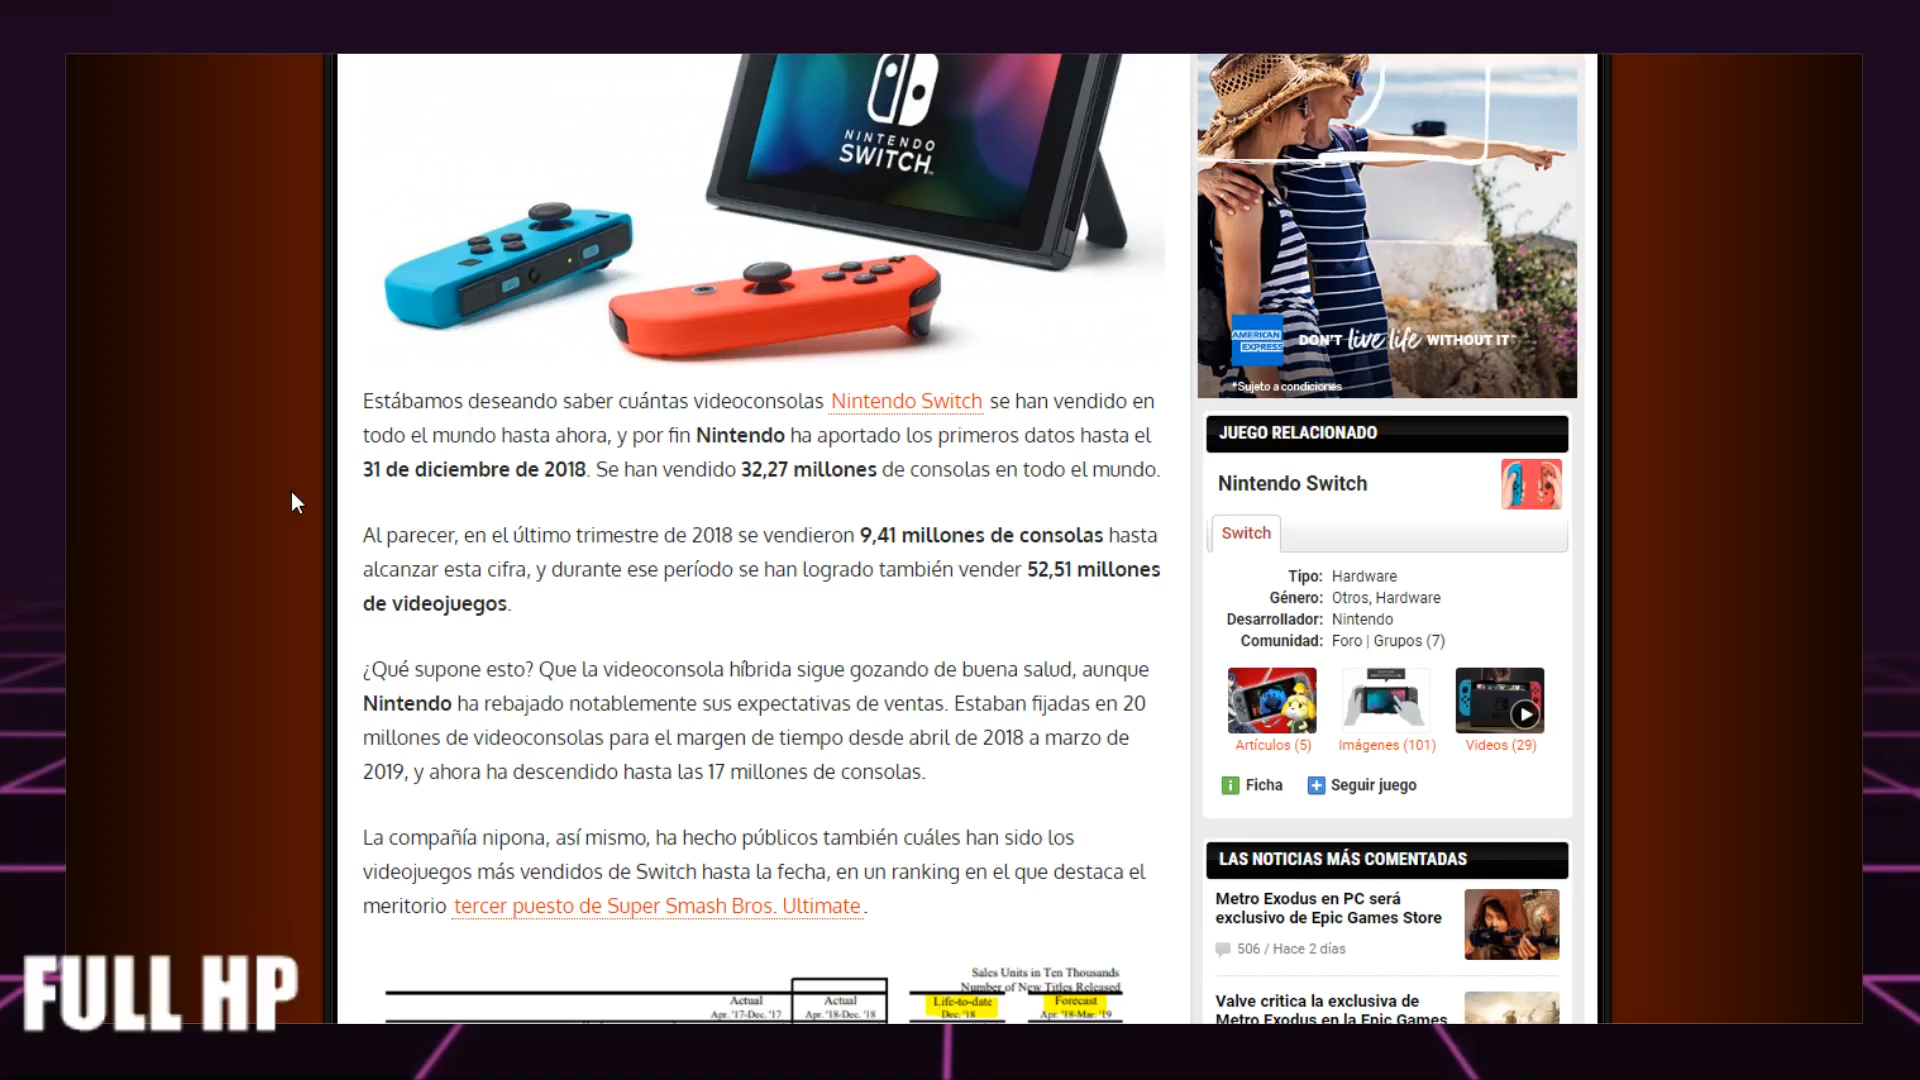 NINTENDO
SWITCH
Estábamos deseando saber cuántas videoconsolas Nintendo Switch se han vendido en
todo el mundo hasta ahora, y por fin Nintendo ha aportado los primeros datos hasta el
31 de diciembre de 2018. Se han vendido 32,27 millones de consolas en todo el mundo.
Al parecer, en el último trimestre de 2018 se vendieron 9,41 millones de consolas hasta
alcanzar esta cifra, y durante ese período se han logrado también vender 52,51 millones
de videojuegos.
¿Qué supone esto? Que la videoconsola híbrida sigue gozando de buena salud, aunque
Nintendo ha rebajado notablemente sus expectativas de ventas. Estaban fijadas en 20
millones de videoconsolas para el margen de tiempo desde abril de 2018 a marzo de
2019, y ahora ha descendido hasta las 17 millones de consolas.
La compañía nipona, así mismo, ha hecho públicos también cuáles han sido los
videojuegos más vendidos de Switch hasta la fecha, en un ranking en el que destaca el
meritorio tercer puesto de Super Smash Bros. Ultimate.
Sales Units in Ten Thousands
Number of New Titles Released
Actual Actual Life-to-date Forecast
Apr. '17-Dec. '17 Apr. '18-Dec. '18 Dec. '18 Apr. '18-Mar. '19
AMERICAN
EXPRESS
DON'T live life WITHOUT IT
*Sujeto a condiciones
JUEGO RELACIONADO
Nintendo Switch
Switch
Tipo: Hardware
Género: Otros, Hardware
Desarrollador: Nintendo
Comunidad: Foro | Grupos (7)
Artículos (5) Imágenes (101) Videos (29)
Ficha Seguir juego
LAS NOTICIAS MÁS COMENTADAS
Metro Exodus en PC será
exclusivo de Epic Games Store
506 / Hace 2 días
Valve critica la exclusiva de
Metro Exodus en la Epic Games
FULL HP